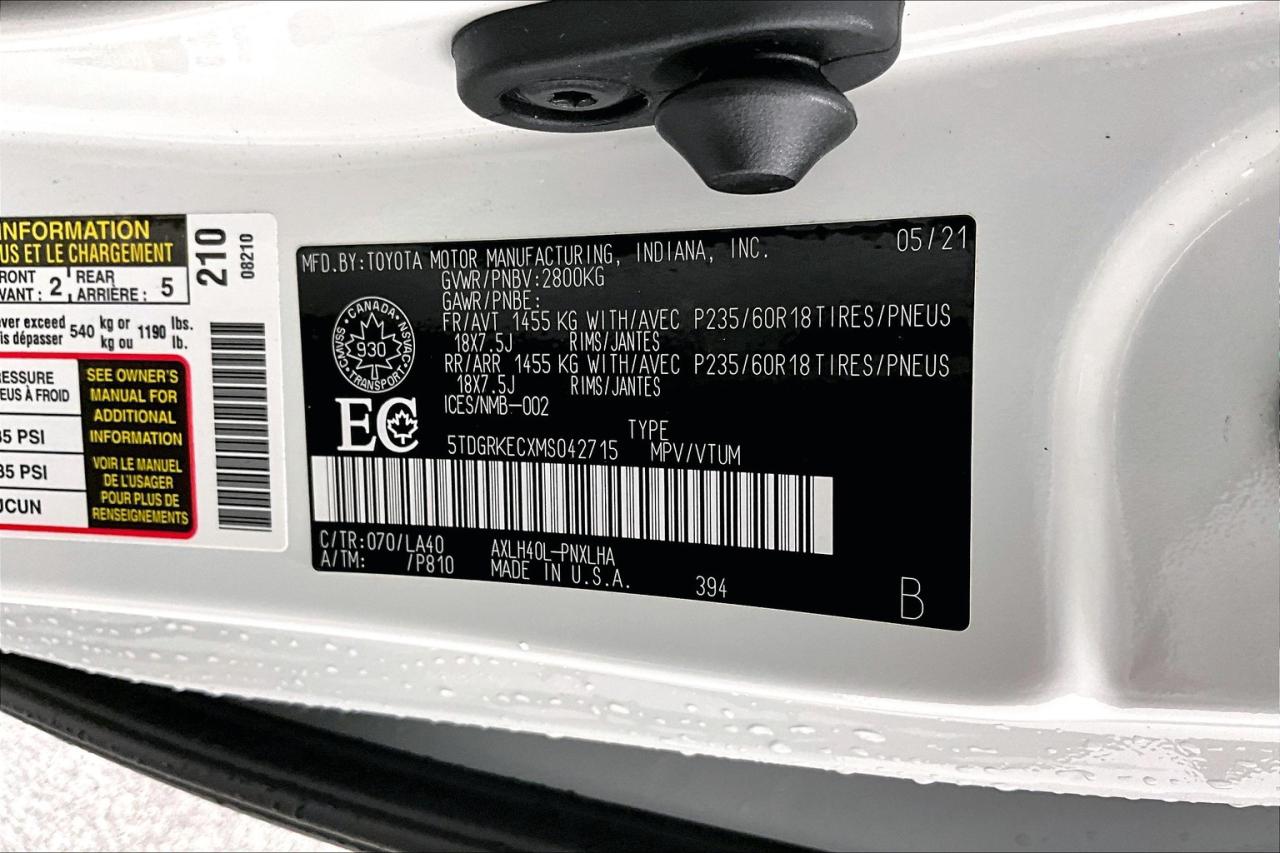 INFORMATION
US ET LE CHARGEMENT
RONT 2 REAR
VANT : ARRIÈRE : 5
ver exceed 540 kg or 1190 lbs.
is dépasser kg ou lb.
RESSURE
EUS À FROID
35 PSI
35 PSI
UCUN
SEE OWNER'S
MANUAL FOR
ADDITIONAL
INFORMATION
VOIR LE MANUEL
DE L'USAGER
POUR PLUS DE
RENSEIGNEMENTS
210
08210
MFD.BY:TOYOTA MOTOR MANUFACTURING, INDIANA, INC. 05/21
GVWR/PNBV:2800KG
GAWR/PNBE:
FR/AVT 1455 KG WITH/AVEC P235/60R18 TIRES/PNEUS
18X7.5J RIMS/JANTES
RR/ARR 1455 KG WITH/AVEC P235/60R18 TIRES/PNEUS
18X7.5J RIMS/JANTES
ICES/NMB-002
CANADA
930
TRANSPORT
CMVSS
NSVAC
EC
TYPE
5TDGRKECXMS042715 MPV/VTUM
C/TR:070/LA40 AXLH40L-PNXLHA
A/TM: /P810 MADE IN U.S.A. 394
B